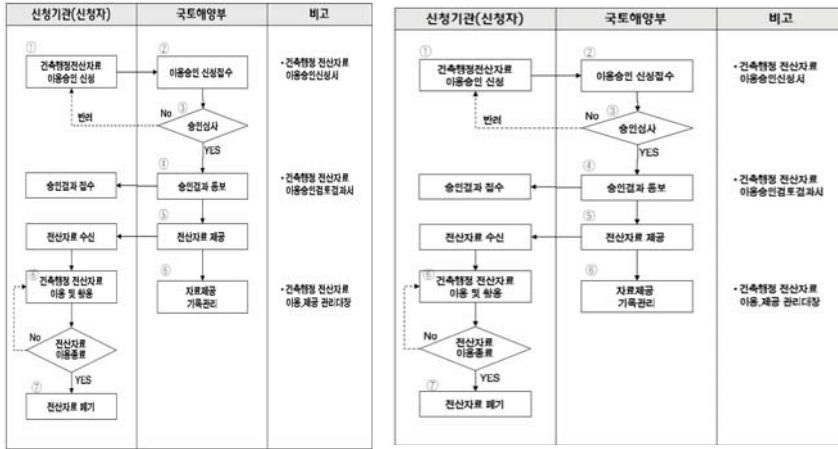 신청기관(신청자) 국토해양부 비고
① ②
건축행정전산자료
이용승인 신청
이용승인 신청접수
• 건축행정 전산자료
이용승인신청서
반려 No ③
승인심사
YES
④
승인결과 접수 승인결과 통보
• 건축행정 전산자료
이용승인검토결과서
⑤
전산자료 수신 전산자료 제공
⑥ ⑥
건축행정 전산자료
이용 및 활용
자료제공
기록관리
• 건축행정 전산자료
이용,제공 관리대장
No
전산자료
이용종료
YES
⑦
전산자료 폐기
신청기관(신청자) 국토해양부 비고
① ②
건축행정전산자료
이용승인 신청
이용승인 신청접수
• 건축행정 전산자료
이용승인신청서
반려 No ③
승인심사
YES
④
승인결과 접수 승인결과 통보
• 건축행정 전산자료
이용승인검토결과서
⑤
전산자료 수신 전산자료 제공
⑥ ⑥
건축행정 전산자료
이용 및 활용
자료제공
기록관리
• 건축행정 전산자료
이용,제공 관리대장
No
전산자료
이용종료
YES
⑦
전산자료 폐기